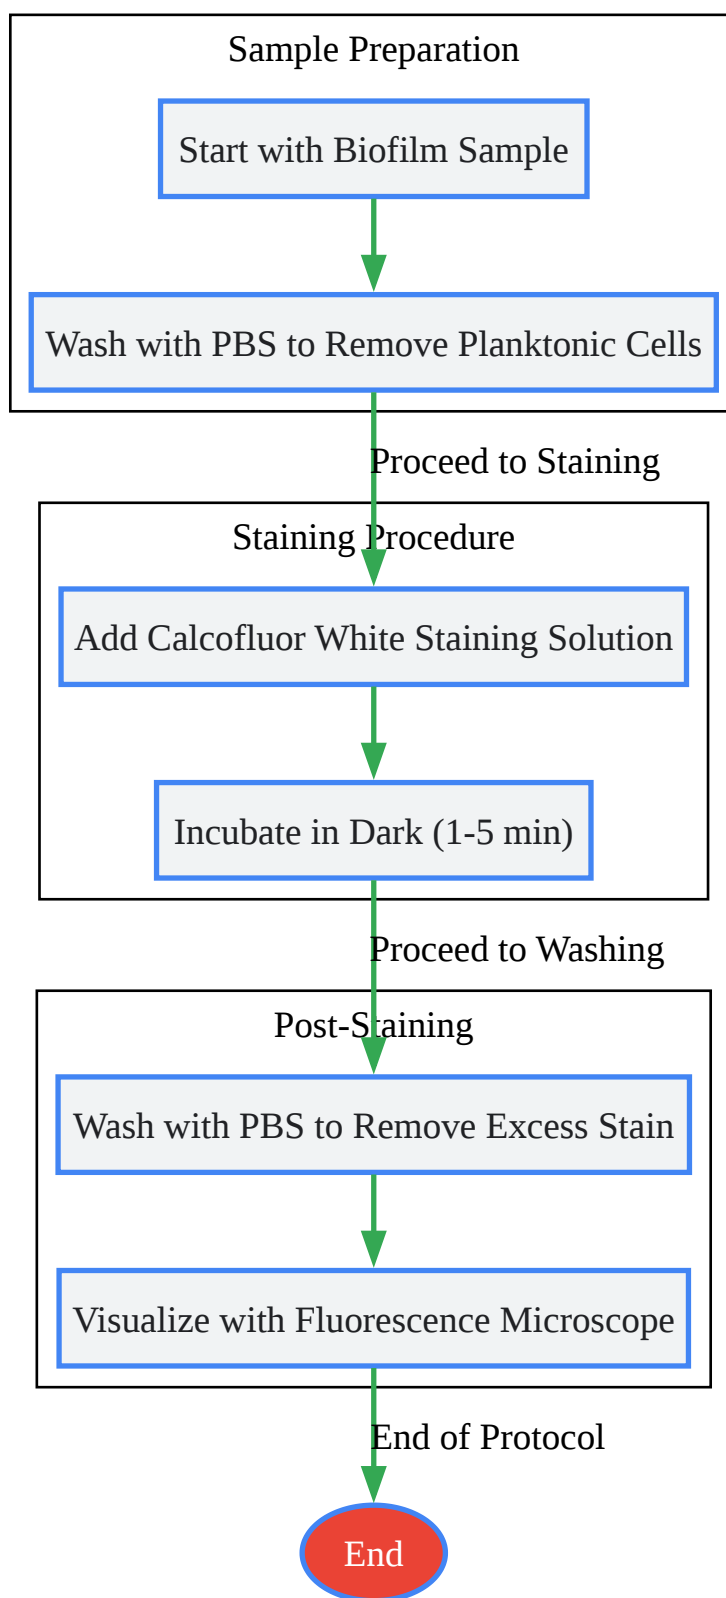 Sample Preparation
Start with Biofilm Sample
Wash with PBS to Remove Planktonic Cells
Proceed to Staining
Staining Procedure
Add Calcofluor White Staining Solution
Incubate in Dark (1-5 min)
Proceed to Washing
Post-Staining
Wash with PBS to Remove Excess Stain
Visualize with Fluorescence Microscope
End of Protocol
End